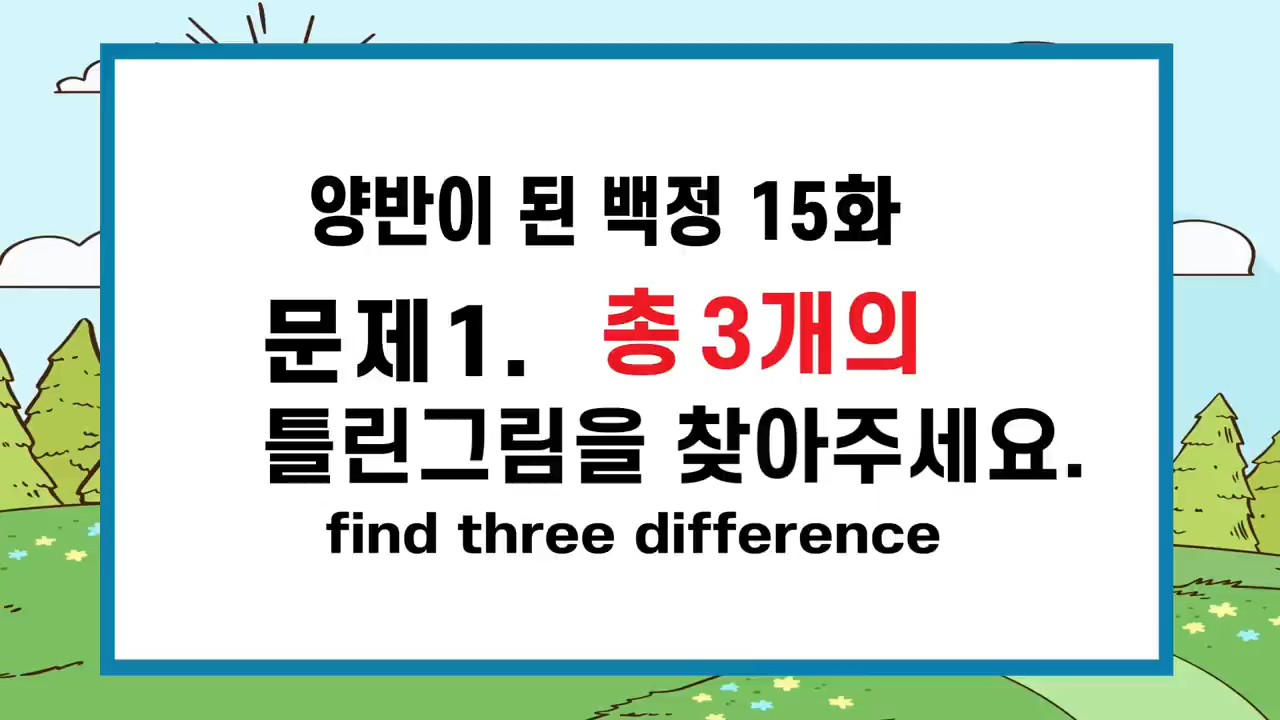 양반이 된 백정 15화
문제1. 총 3개의
틀린그림을 찾아주세요.
find three difference